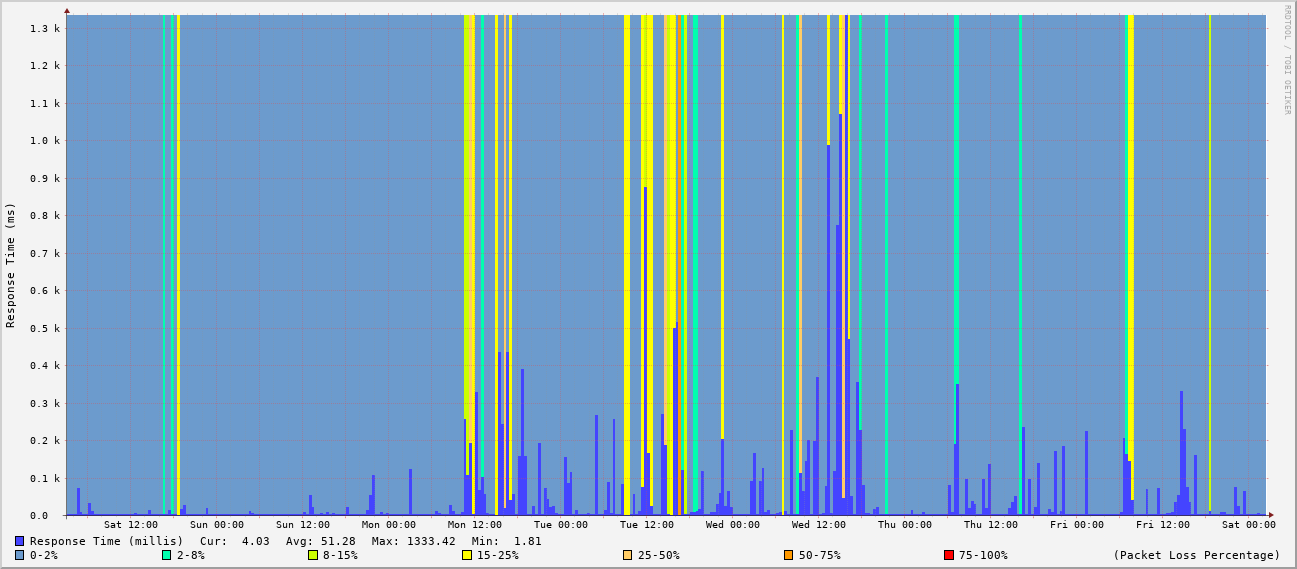 RRDTOOL / TOBI OETIKER
Response Time (ms)
1.3 k
1.2 k
1.1 k
1.0 k
0.9 k
0.8 k
0.7 k
0.6 k
0.5 k
0.4 k
0.3 k
0.2 k
0.1 k
0.0
Sat 12:00 Sun 00:00 Sun 12:00 Mon 00:00 Mon 12:00 Tue 00:00 Tue 12:00 Wed 00:00 Wed 12:00 Thu 00:00 Thu 12:00 Fri 00:00 Fri 12:00 Sat 00:00
Response Time (millis) Cur: 4.03 Avg: 51.28 Max: 1333.42 Min: 1.81
0-2% 2-8% 8-15% 15-25% 25-50% 50-75% 75-100% (Packet Loss Percentage)